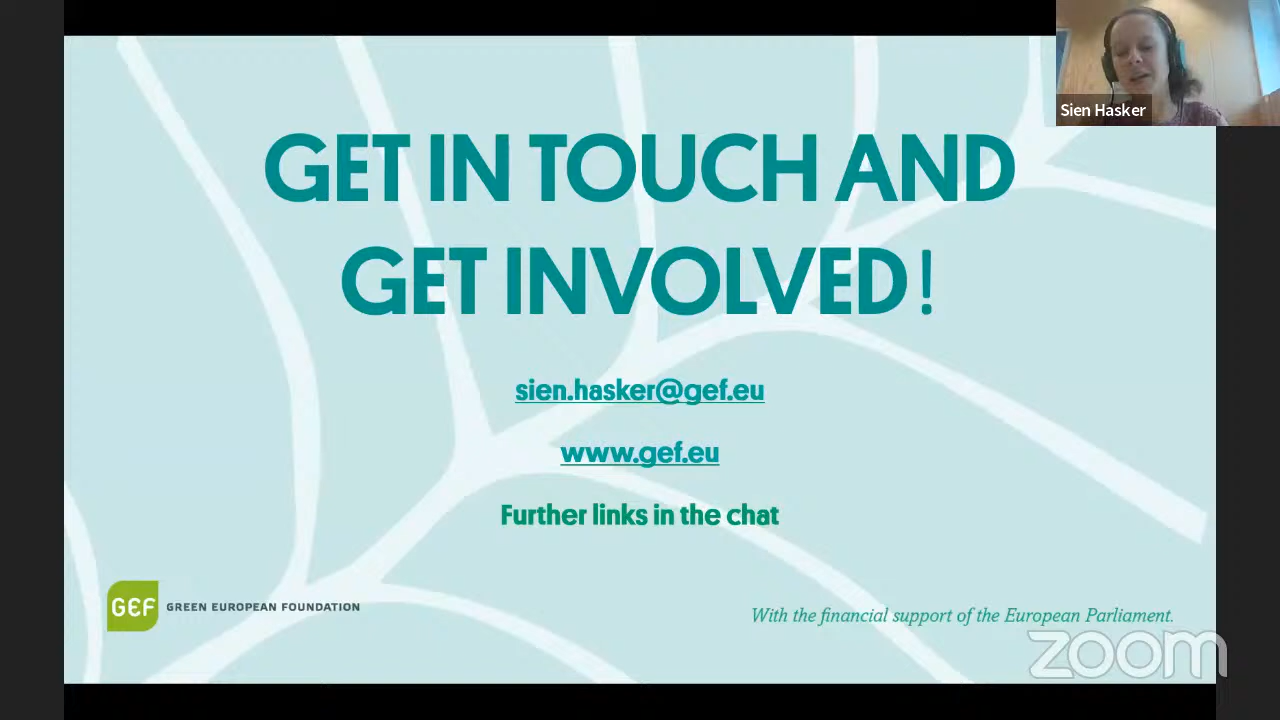 Sien Hasker
GET IN TOUCH AND
GET INVOLVED!
sien.hasker@gef.eu
www.gef.eu
Further links in the chat
GEF GREEN EUROPEAN FOUNDATION
With the financial support of the European Parliament.
zoom